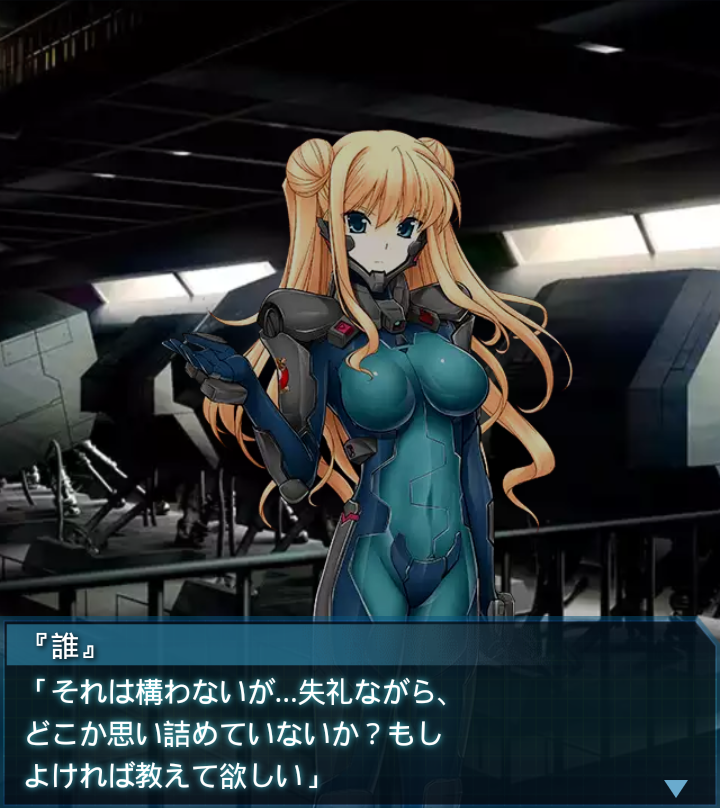 『誰』
「それは構わないが…失礼ながら、
どこか思い詰めていないか？もし
よければ教えて欲しい」